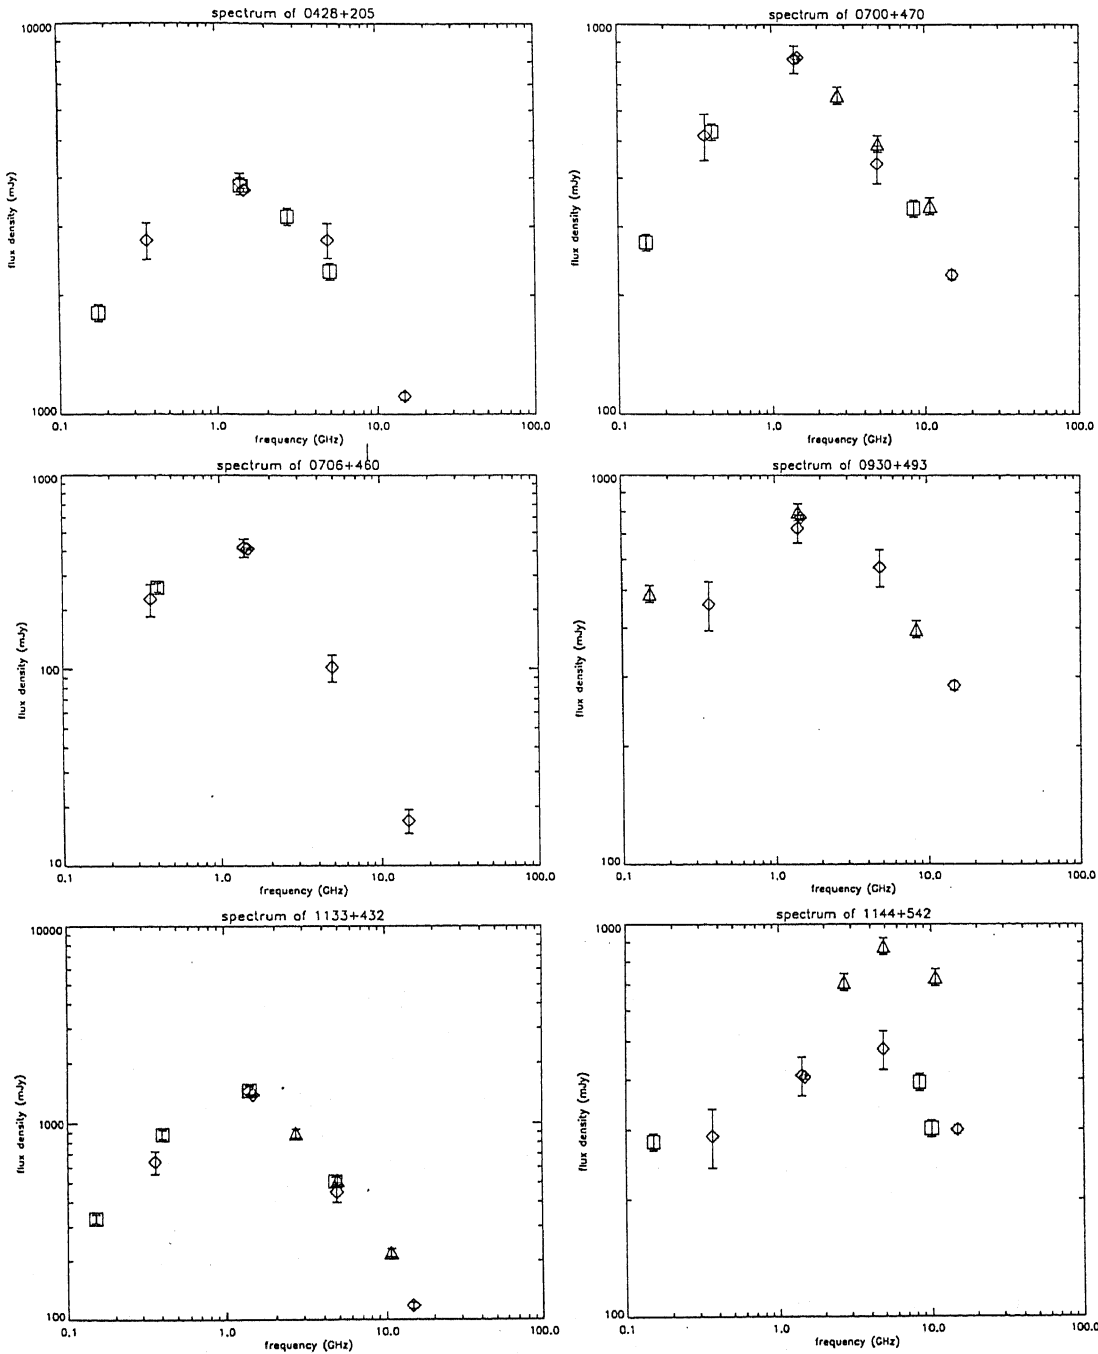 spectrum of 0428+205
10000
flux density (mJy)
1000
0.1 1.0 10.0 100.0
frequency (GHz)
spectrum of 0700+470
1000
flux density (mJy)
100
0.1 1.0 10.0 100.0
frequency (GHz)
spectrum of 0706+460
1000
flux density (mJy)
100
10
0.1 1.0 10.0 100.0
frequency (GHz)
spectrum of 0930+493
1000
flux density (mJy)
100
0.1 1.0 10.0 100.0
frequency (GHz)
spectrum of 1133+432
10000
flux density (mJy)
1000
100
0.1 1.0 10.0 100.0
frequency (GHz)
spectrum of 1144+542
1000
flux density (mJy)
100
0.1 1.0 10.0 100.0
frequency (GHz)